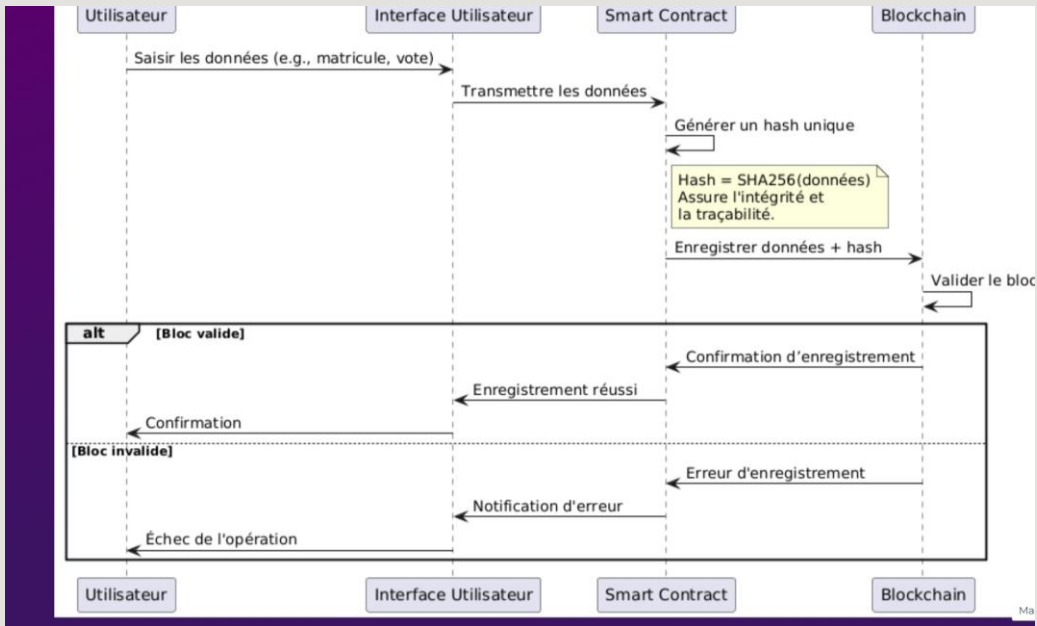 Utilisateur
Interface Utilisateur
Smart Contract
Blockchain
Saisir les données (e.g., matricule, vote)
Transmettre les données
Générer un hash unique
Hash = SHA256(données)
Assure l'intégrité et
la traçabilité.
Enregistrer données + hash
Valider le bloc
alt [Bloc valide]
Confirmation d'enregistrement
Enregistrement réussi
Confirmation
[Bloc invalide]
Erreur d'enregistrement
Notification d'erreur
Échec de l'opération
Utilisateur
Interface Utilisateur
Smart Contract
Blockchain
Ma